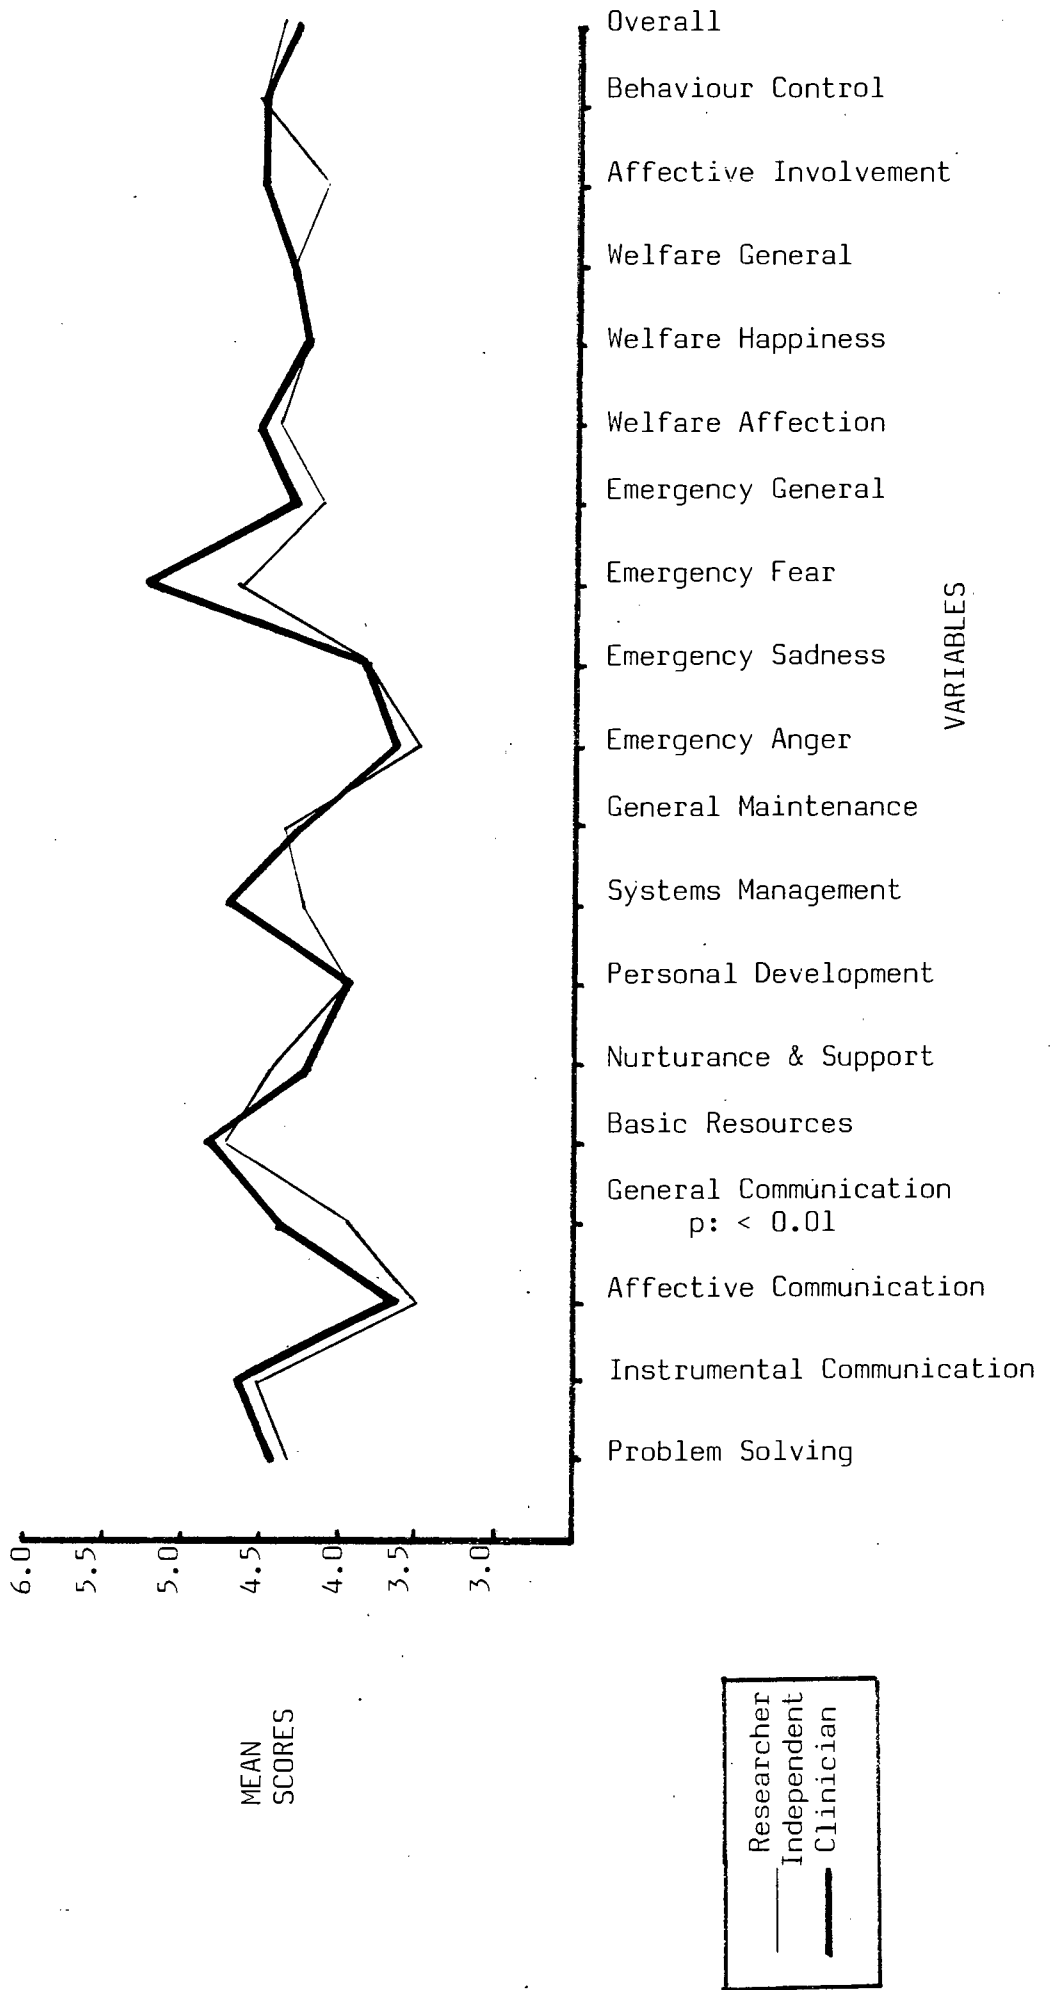 Overall
Behaviour Control
Affective Involvement
Welfare General
Welfare Happiness
Welfare Affection
Emergency General
Emergency Fear
Emergency Sadness
Emergency Anger
General Maintenance
Systems Management
Personal Development
Nurturance & Support
Basic Resources
General Communication
p: < 0.01
Affective Communication
Instrumental Communication
Problem Solving
VARIABLES
6.0
5.5
5.0
4.5
4.0
3.5
3.0
MEAN
SCORES
Researcher
Independent
Clinician